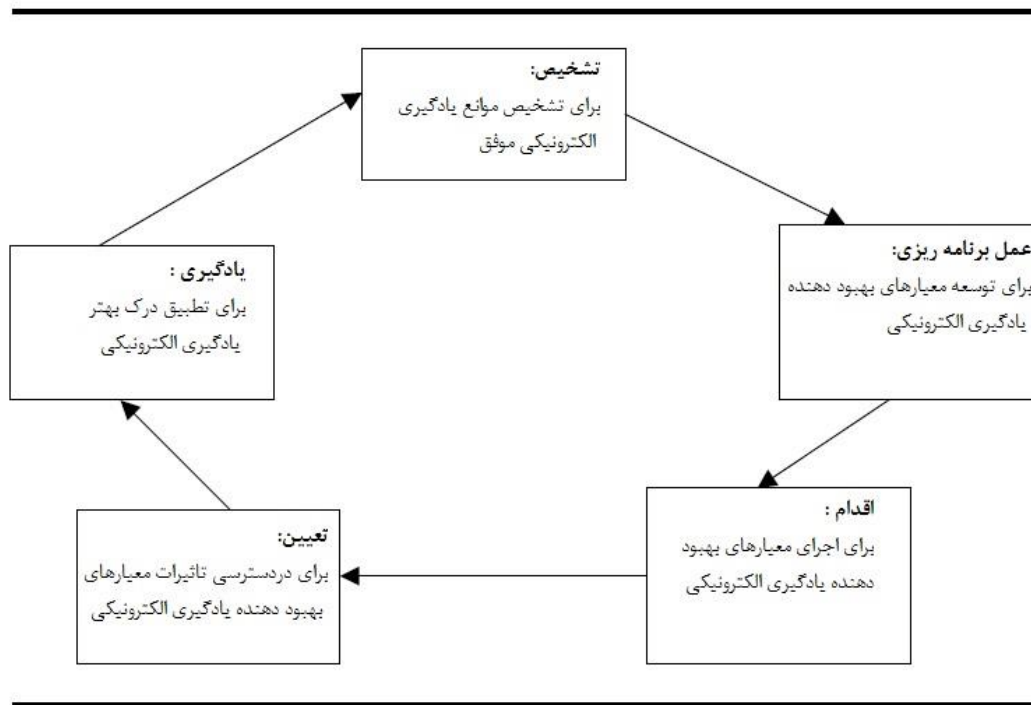 تشخیص:
برای تشخیص موانع یادگیری
الکترونیکی موفق
عمل برنامه ریزی:
برای توسعه معیارهای بهبود دهنده
یادگیری الکترونیکی
اقدام :
برای اجرای معیارهای بهبود
دهنده یادگیری الکترونیکی
تعیین:
برای دردسترسی تاثیرات معیارهای
بهبود دهنده یادگیری الکترونیکی
یادگیری :
برای تطبیق درک بهتر
یادگیری الکترونیکی